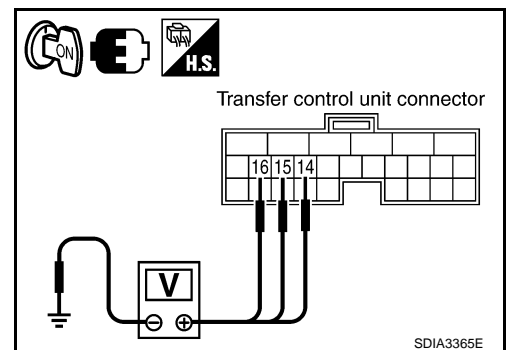 ON
H.S.
Transfer control unit connector
16 15 14
V
SDIA3365E